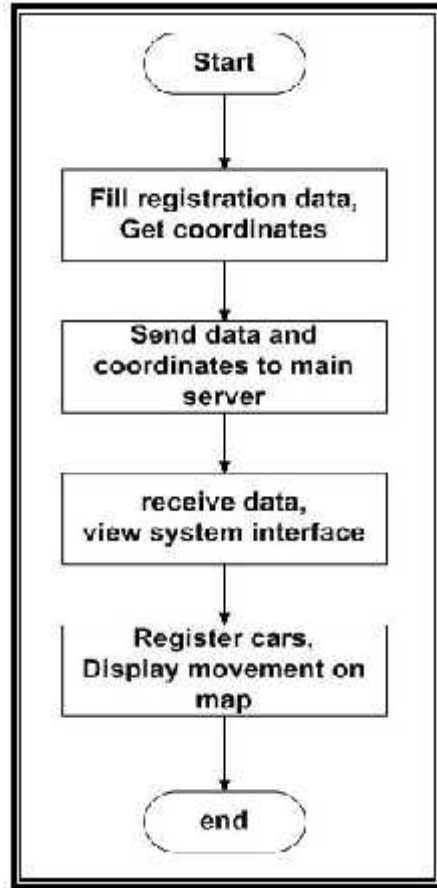 Start
Fill registration data,
Get coordinates
Send data and
coordinates to main
server
receive data,
view system interface
Register cars,
Display movement on
map
end